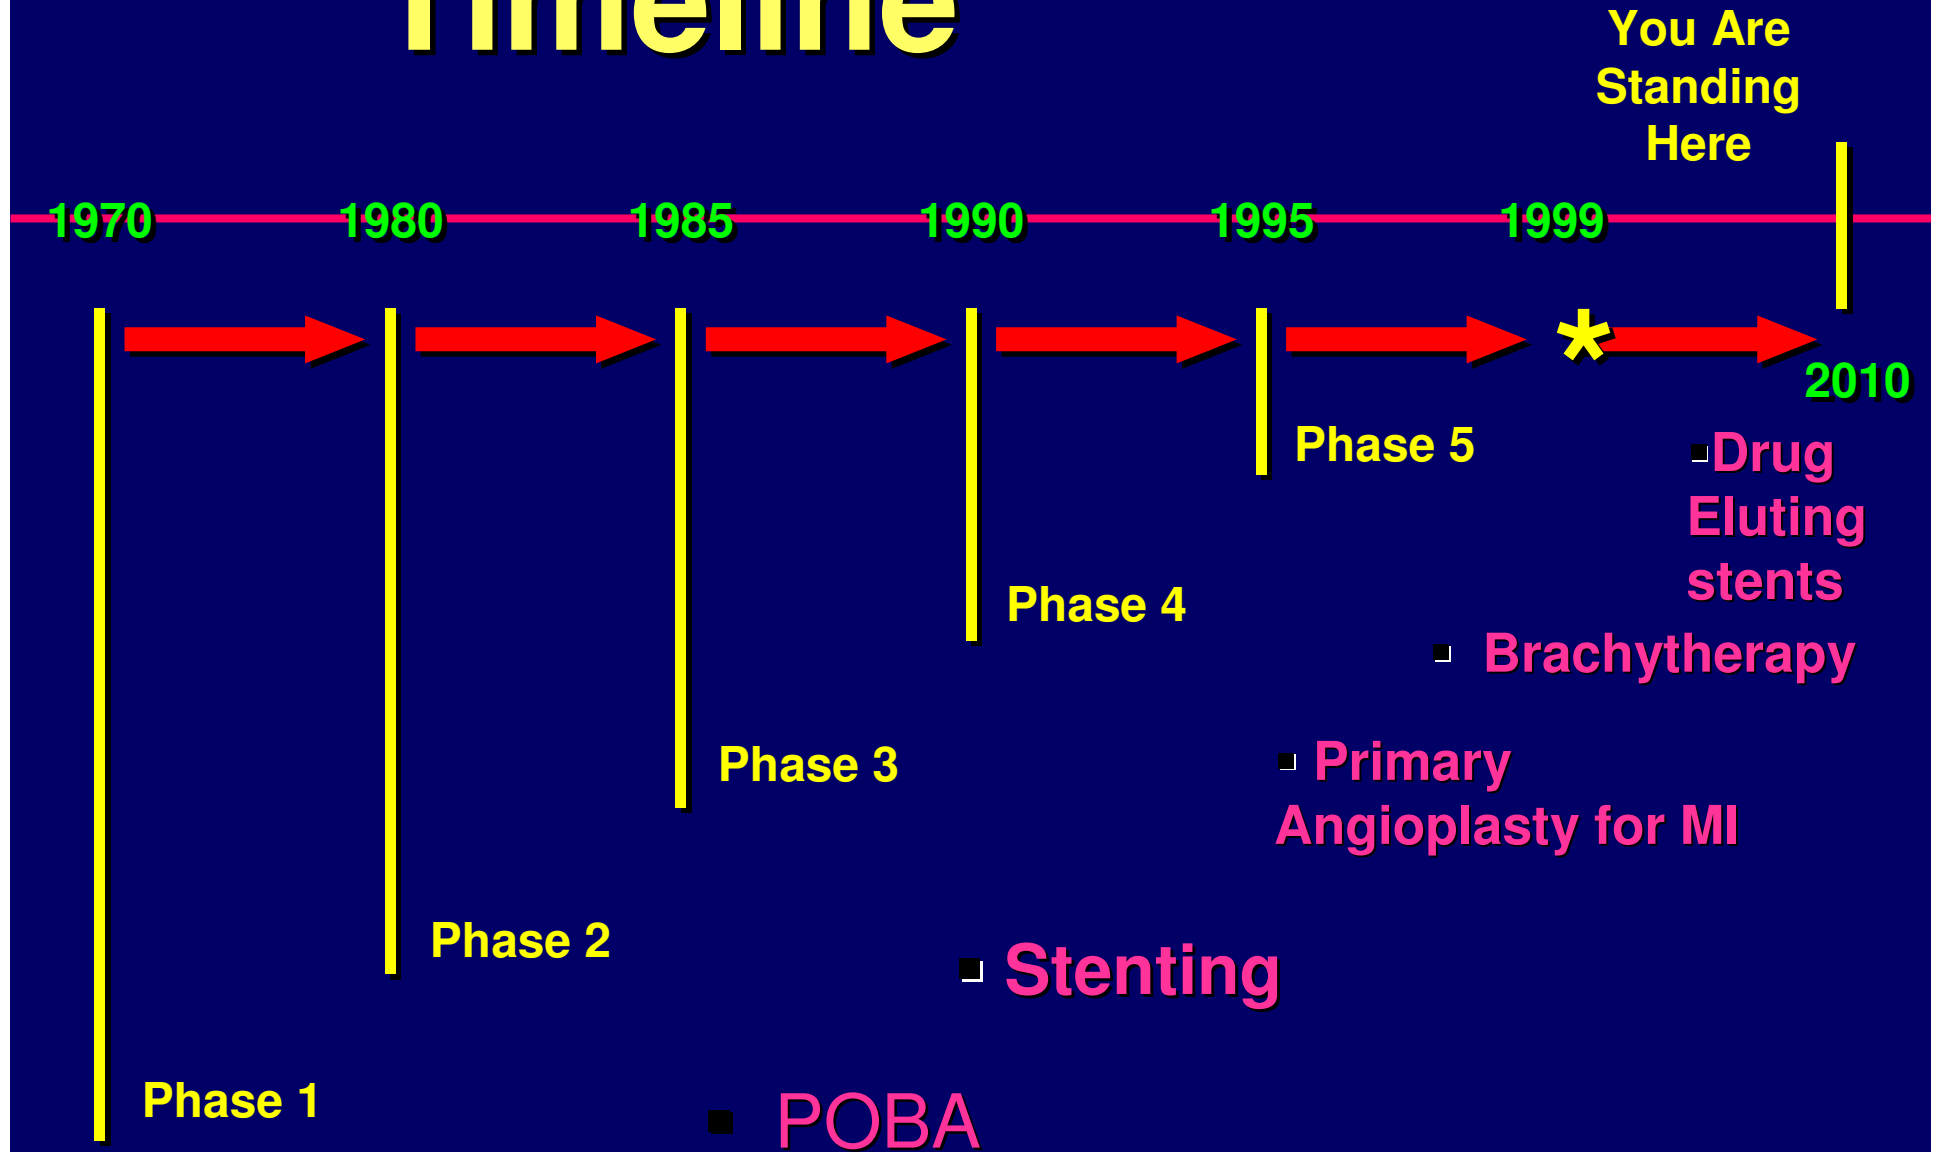 Timeline
You Are
Standing
Here
1970 1980 1985 1990 1995 1999
*
2010
Phase 5
Drug
Eluting
stents
Phase 4
Brachytherapy
Phase 3
Primary
Angioplasty for MI
Phase 2
Stenting
Phase 1
POBA